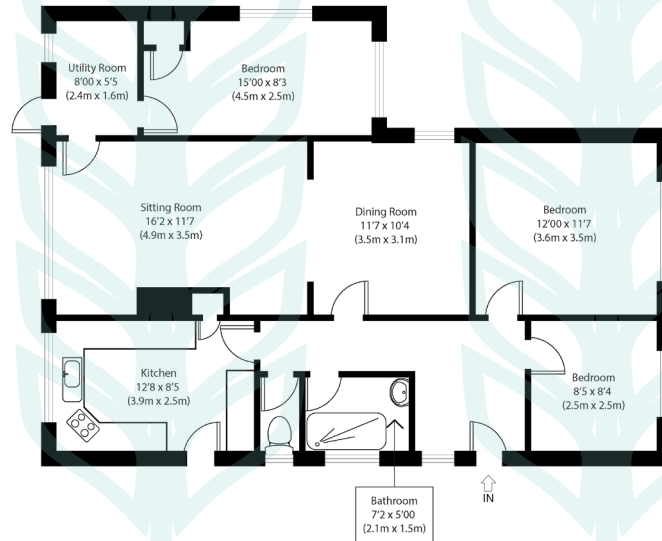 Utility Room
8'00 x 5'5
(2.4m x 1.6m)
Bedroom
15'00 x 8'3
(4.5m x 2.5m)
Sitting Room
16'2 x 11'7
(4.9m x 3.5m)
Dining Room
11'7 x 10'4
(3.5m x 3.1m)
Bedroom
12'00 x 11'7
(3.6m x 3.5m)
Kitchen
12'8 x 8'5
(3.9m x 2.5m)
Bedroom
8'5 x 8'4
(2.5m x 2.5m)
IN
Bathroom
7'2 x 5'00
(2.1m x 1.5m)